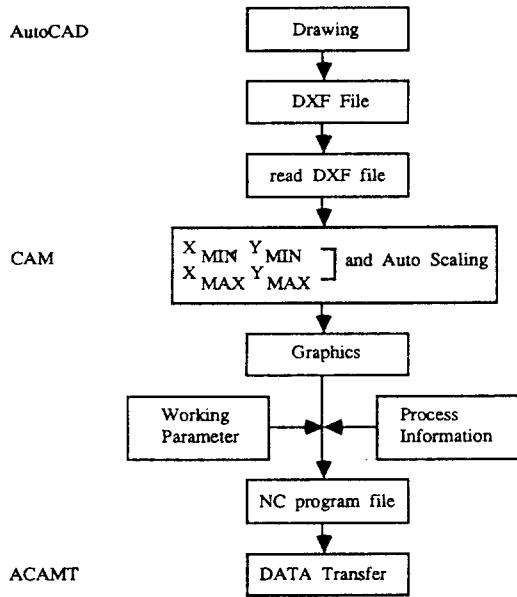 AutoCAD
Drawing
DXF File
read DXF file
CAM
X MIN Y MIN
X MAX Y MAX
and Auto Scaling
Graphics
Working
Parameter
Process
Information
NC program file
ACAMT
DATA Transfer